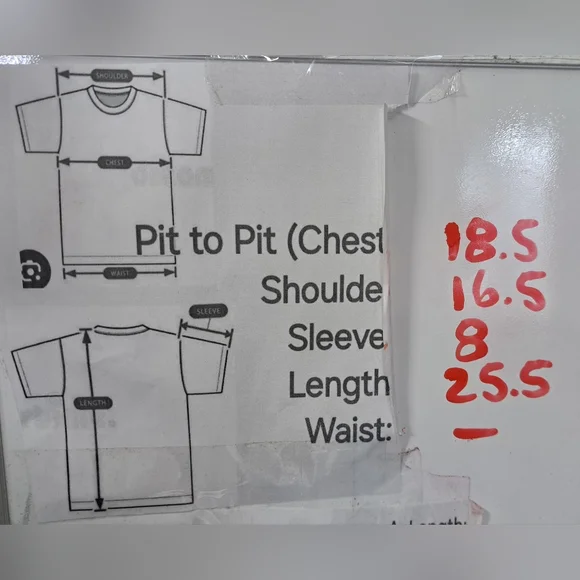 SHOULDER
CHEST
WAIST
SLEEVE
LENGTH
Pit to Pit (Chest 18.5
Shoulde 16.5
Sleeve 8
Length 25.5
Waist: –
Length: